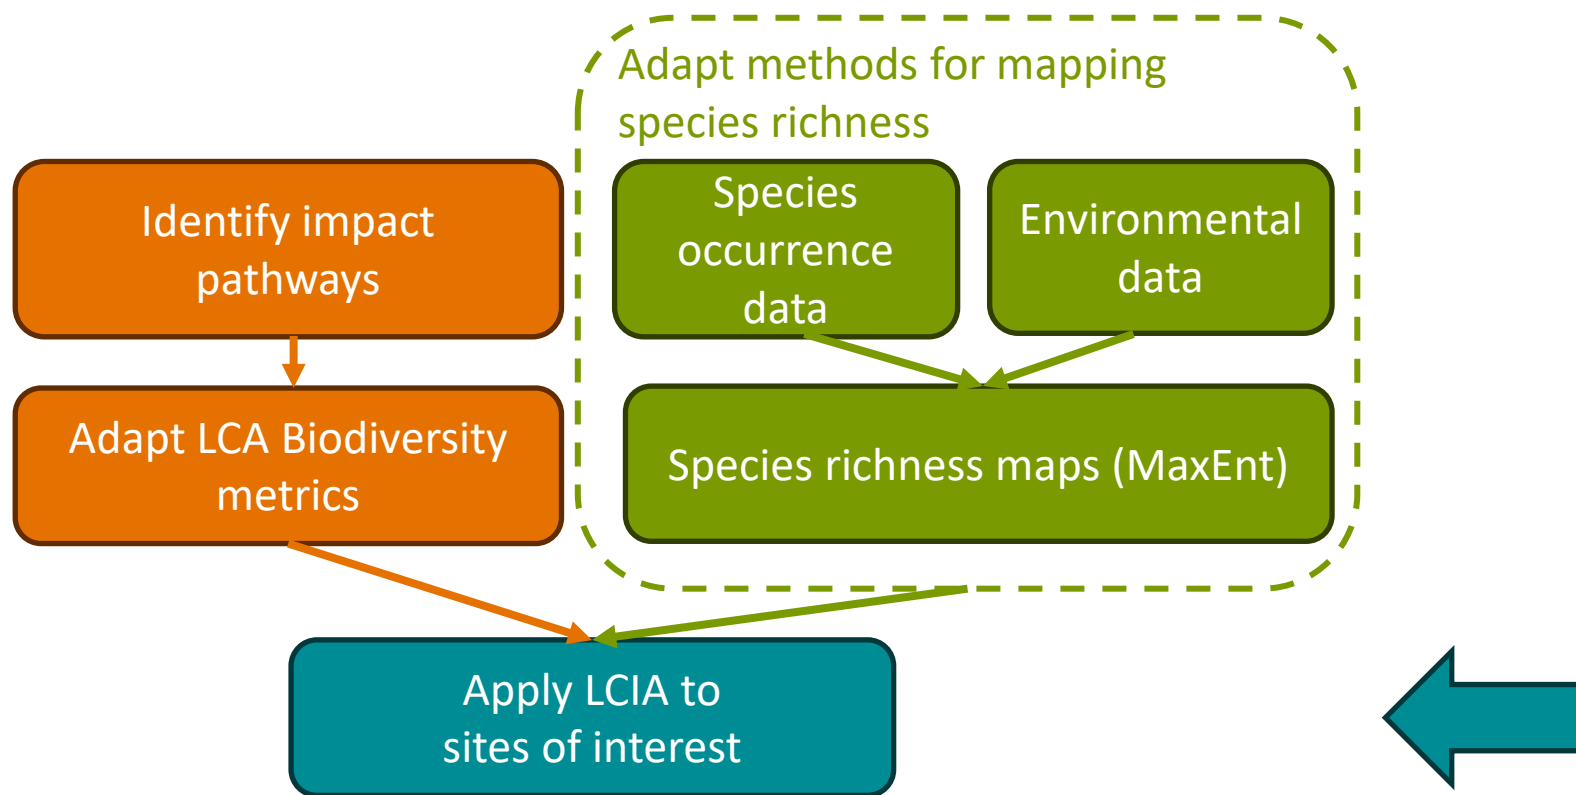 Adapt methods for mapping
species richness
Identify impact
pathways
Species
occurrence
data
Environmental
data
Adapt LCA Biodiversity
metrics
Species richness maps (MaxEnt)
Apply LCIA to
sites of interest